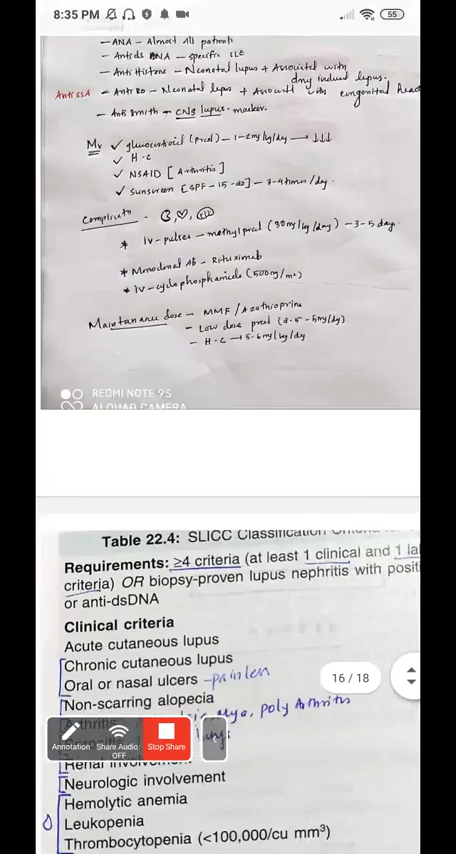 8:35 PM
55
- ANA - Almost all patients
- Antids DNA - specific SLE
- Anti Histone - Neonatal lupus + Associated with
drug induced lupus.
Anti SSA - Anti Ro - Neonatal lupus + Associated with congenital heart
- Anti Smith - CNS lupus - marker.
Mx ✓ glucocorticoid (pred) - 1-2mg/kg/day → ↓↓↓
✓ H.C
✓ NSAID [Arthritis]
✓ Sunscreen [SPF-15-20] - 3-4 times/day.
Complicats -
* IV-pulses - methyl pred (30mg/kg/day) - 3-5 days.
* Monoclonal Ab - Rituximab
* IV-cyclophosphamide (500mg/m²)
Maintanance dose - MMF/Azathioprine
- Low dose pred (2.5-5mg/dy)
- H.C → 5-6mg/kg/dy
REDMI NOTE 9S
AI QUAD CAMERA
Table 22.4: SLICC Classification
Requirements: ≥4 criteria (at least 1 clinical and 1 la
criteria) OR biopsy-proven lupus nephritis with posit
or anti-dsDNA
Clinical criteria
Acute cutaneous lupus
Chronic cutaneous lupus
Oral or nasal ulcers - painless
16 / 18
Non-scarring alopecia
Arthritis poly Arthritis
Annotation
Share Audio: OFF
Stop Share
Renal
Neurologic involvement
Hemolytic anemia
Leukopenia
Thrombocytopenia (<100,000/cu mm³)